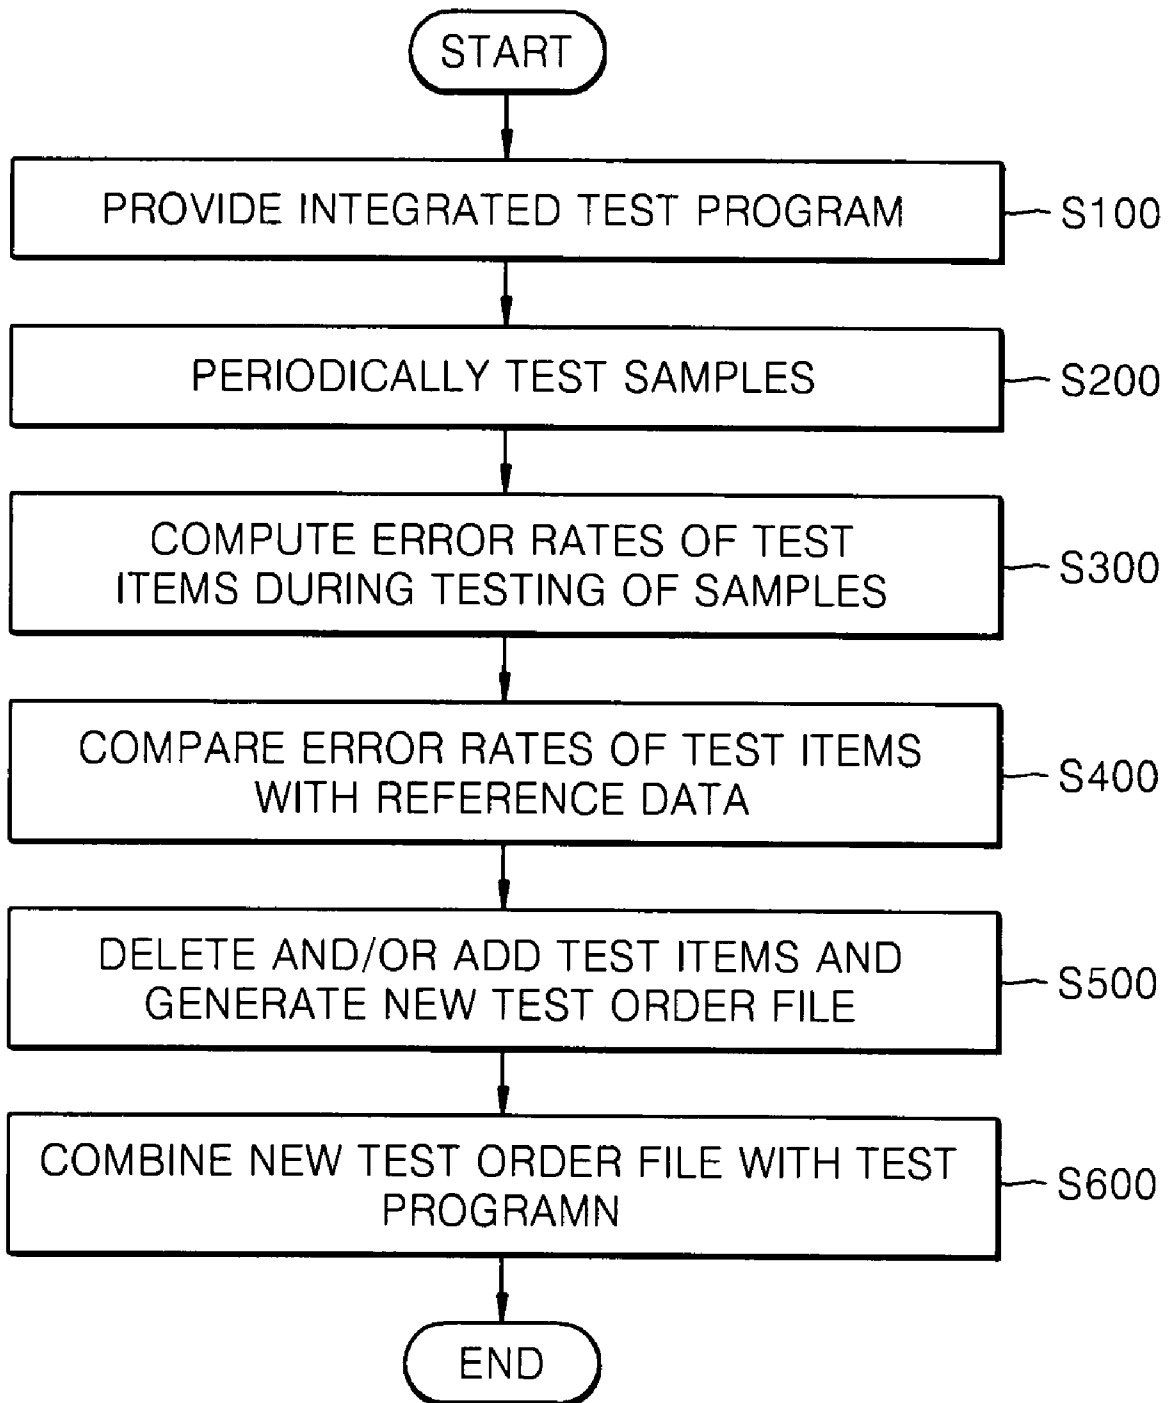 START
PROVIDE INTEGRATED TEST PROGRAM
S100
PERIODICALLY TEST SAMPLES
S200
COMPUTE ERROR RATES OF TEST
ITEMS DURING TESTING OF SAMPLES
S300
COMPARE ERROR RATES OF TEST ITEMS
WITH REFERENCE DATA
S400
DELETE AND/OR ADD TEST ITEMS AND
GENERATE NEW TEST ORDER FILE
S500
COMBINE NEW TEST ORDER FILE WITH TEST
PROGRAMN
S600
END